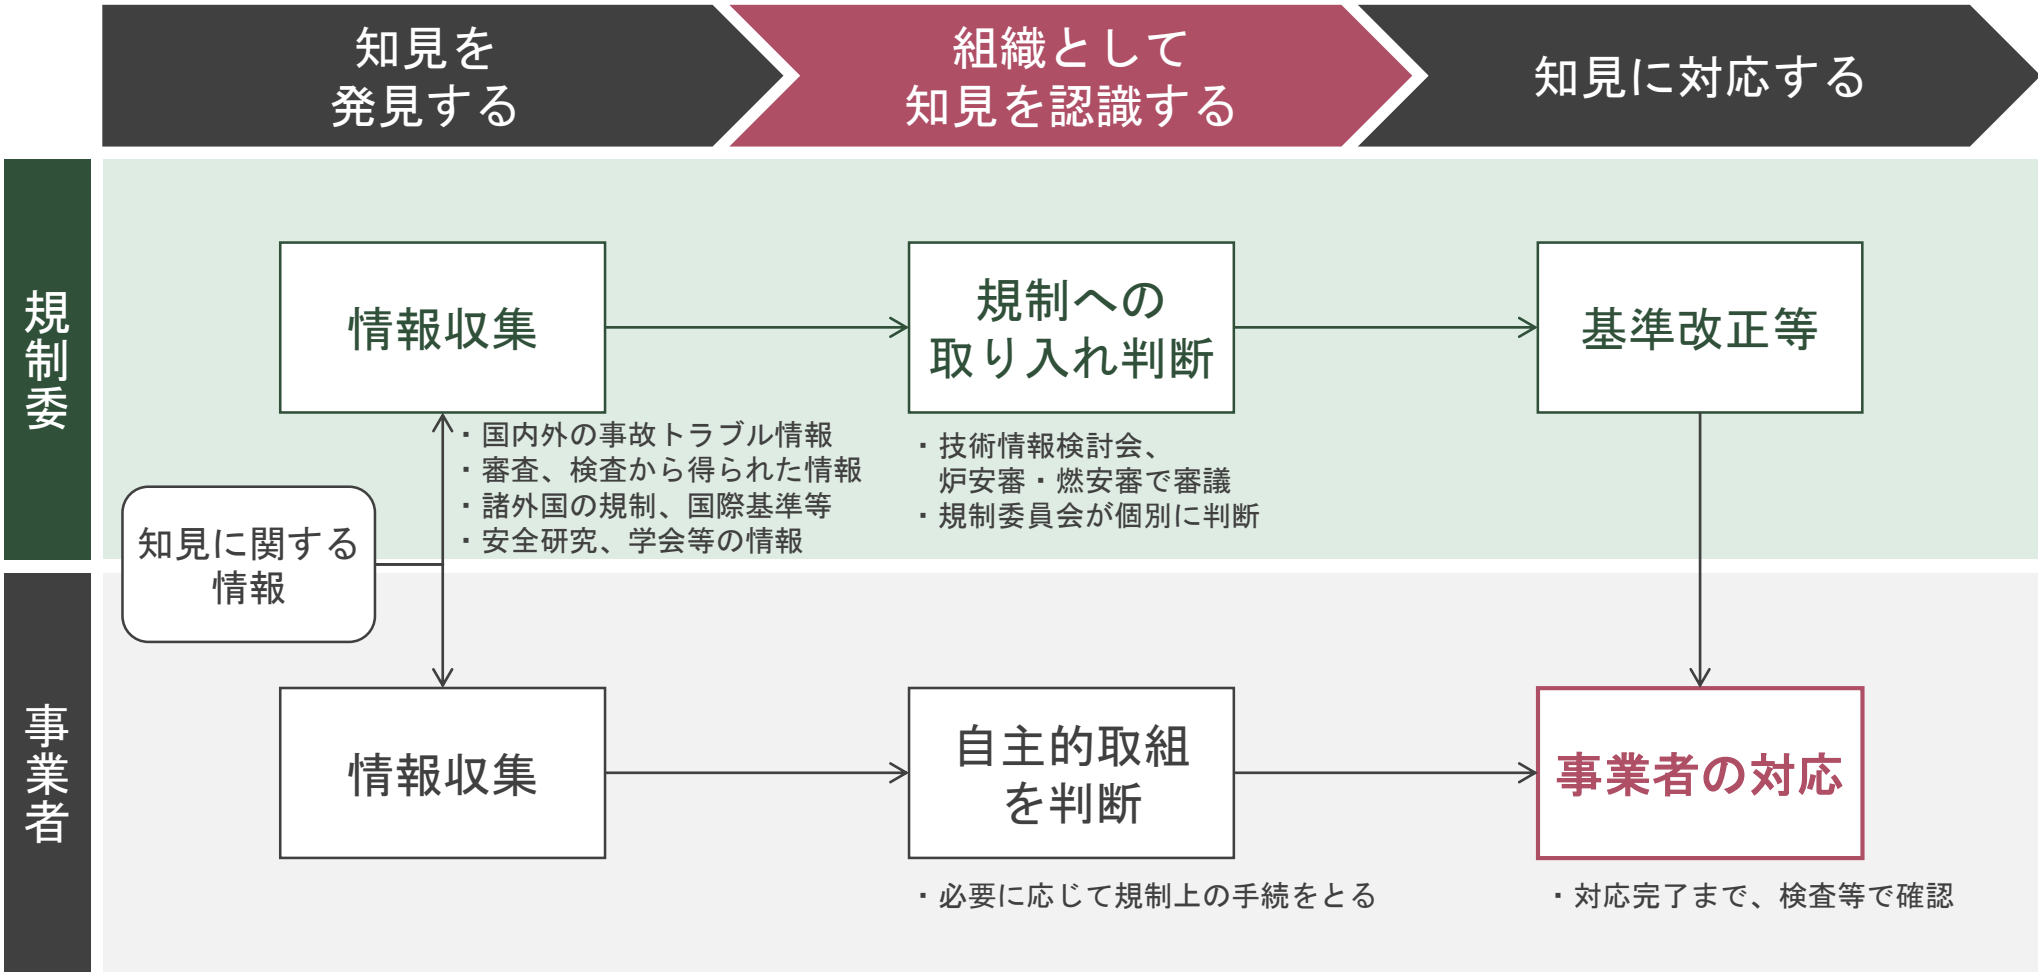 知見を
発見する
組織として
知見を認識する
知見に対応する
規制委
情報収集
規制への
取り入れ判断
基準改正等
・国内外の事故トラブル情報
・審査、検査から得られた情報
・諸外国の規制、国際基準等
・安全研究、学会等の情報
・技術情報検討会、
炉安審・燃安審で審議
・規制委員会が個別に判断
知見に関する
情報
事業者
情報収集
自主的取組
を判断
事業者の対応
・必要に応じて規制上の手続をとる
・対応完了まで、検査等で確認